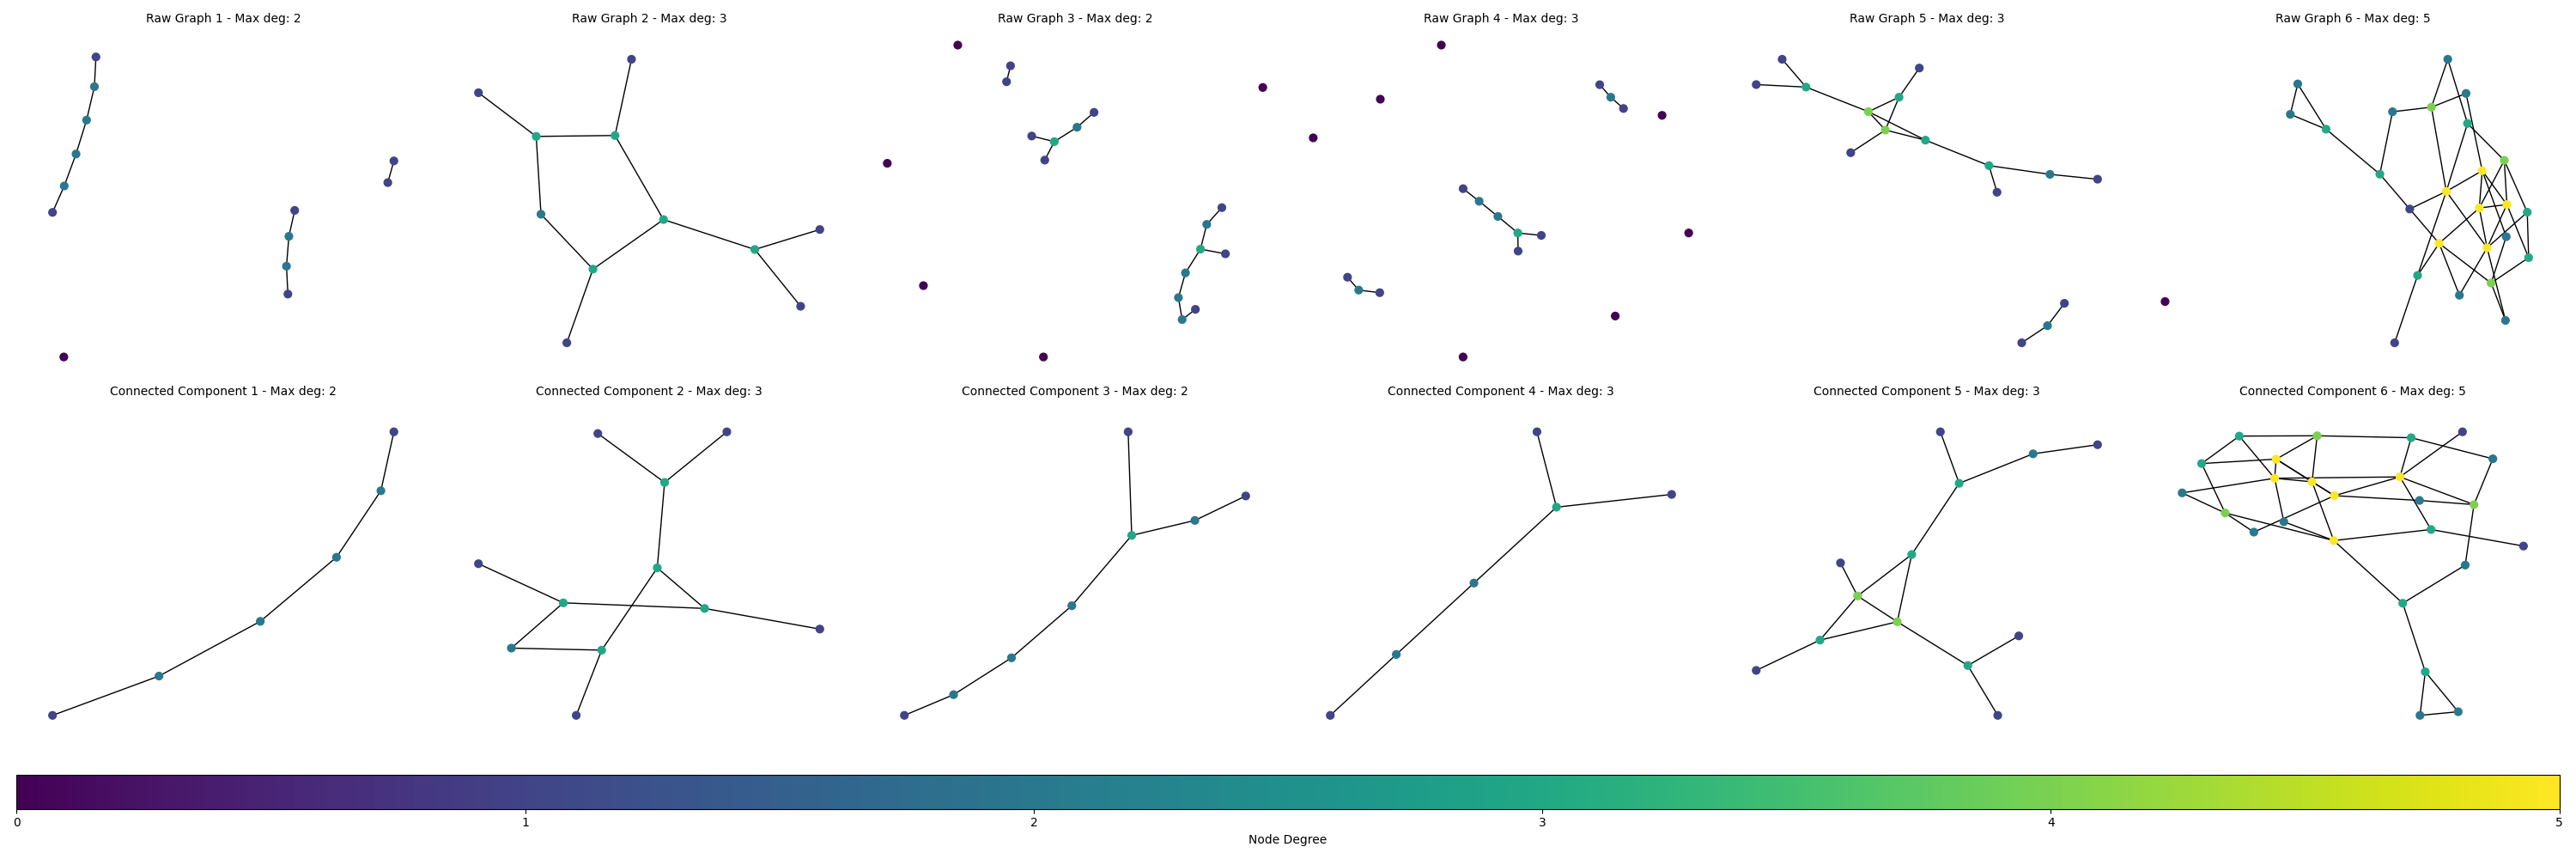 Raw Graph 1 - Max deg: 2
Raw Graph 2 - Max deg: 3
Raw Graph 3 - Max deg: 2
Raw Graph 4 - Max deg: 3
Raw Graph 5 - Max deg: 3
Raw Graph 6 - Max deg: 5
Connected Component 1 - Max deg: 2
Connected Component 2 - Max deg: 3
Connected Component 3 - Max deg: 2
Connected Component 4 - Max deg: 3
Connected Component 5 - Max deg: 3
Connected Component 6 - Max deg: 5
0 1 2 3 4 5
Node Degree